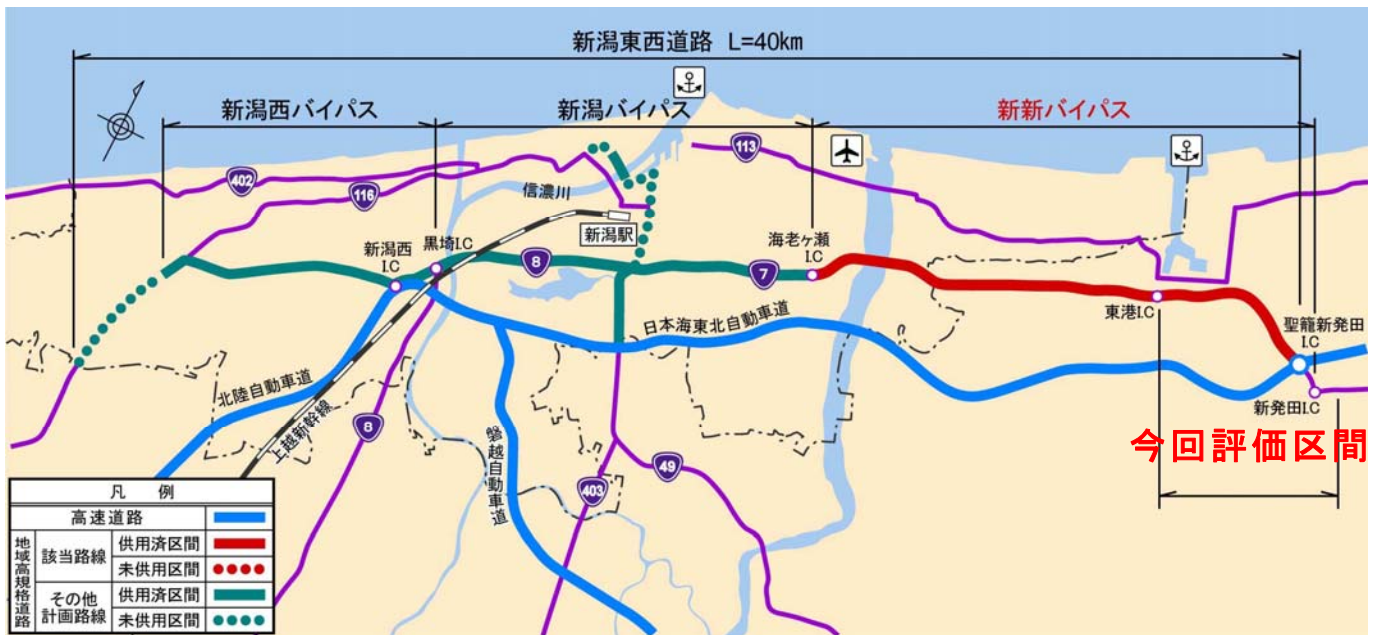 新潟東西道路 L=40km
新潟西バイパス
新潟バイパス
新新バイパス
402
116
113
信濃川
新潟駅
新潟西
I.C
黒埼I.C
8
海老ヶ瀬
I.C
7
東港I.C
聖籠新発田
I.C
新発田I.C
日本海東北自動車道
北陸自動車道
上越新幹線
8
磐越自動車道
403
49
今回評価区間
凡 例
高速道路
地域高規格道路
該当路線
供用済区間
未供用区間
その他
計画路線
供用済区間
未供用区間